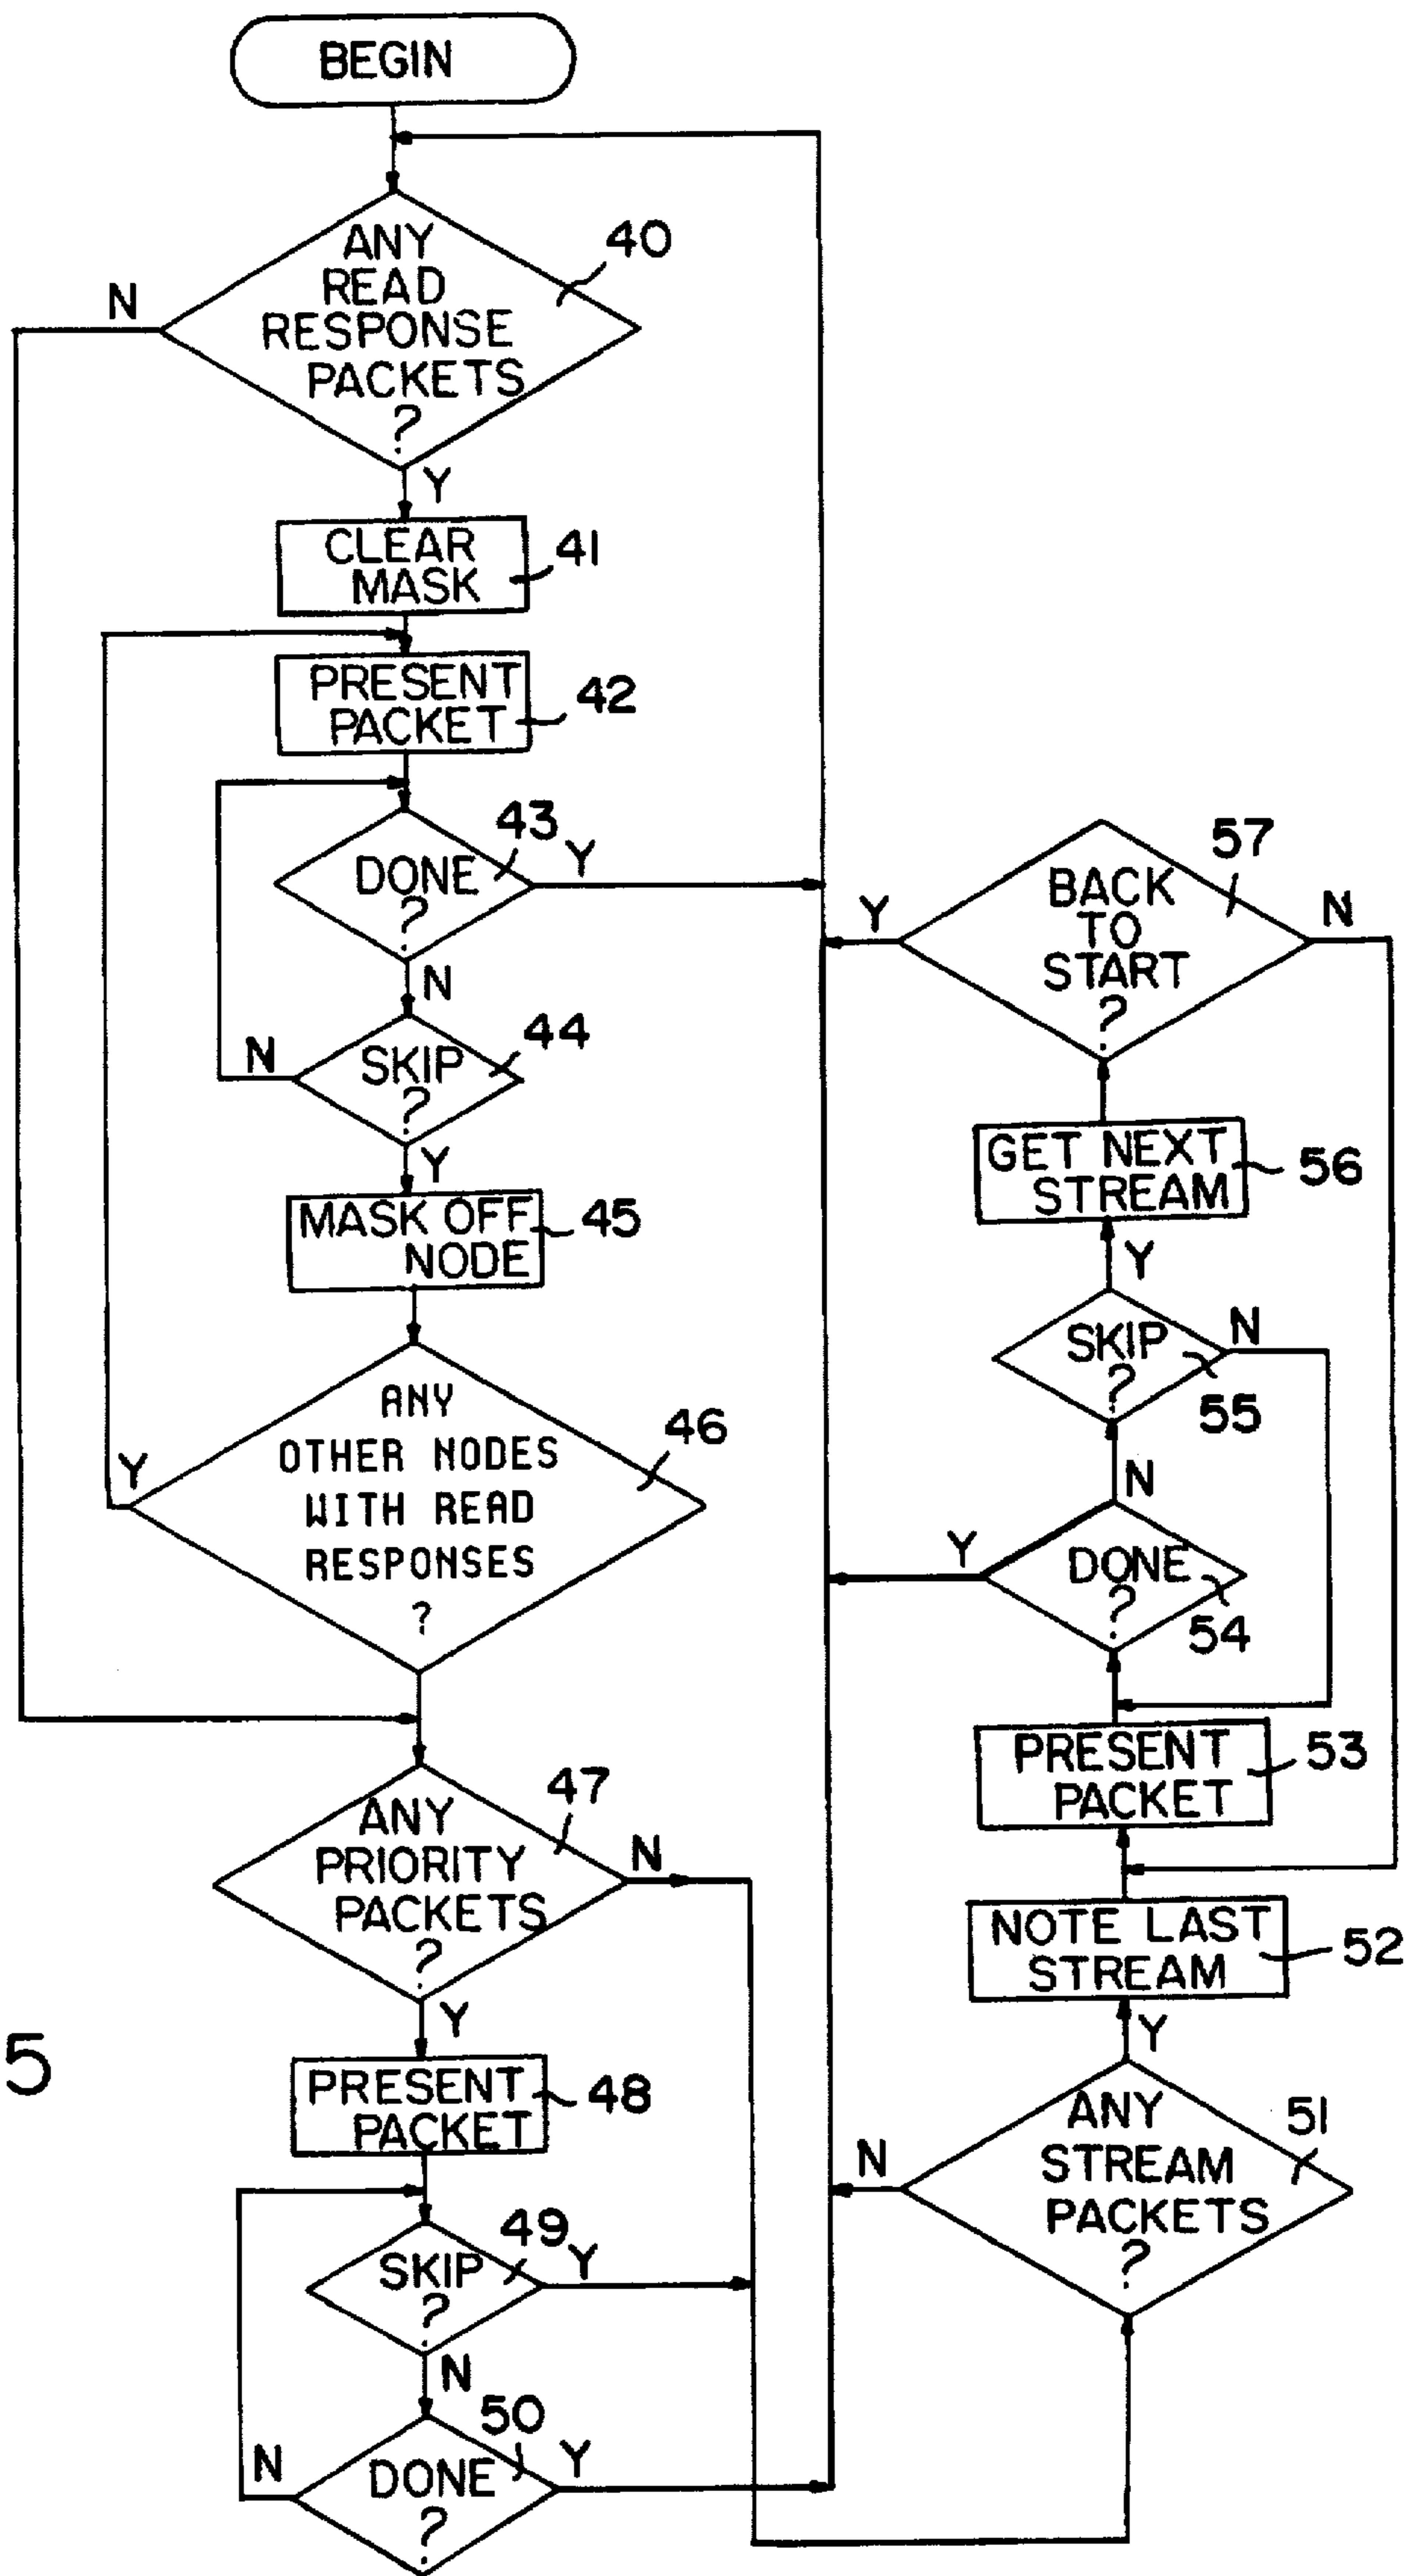 BEGIN
ANY
READ
RESPONSE
PACKETS
?
40
N
Y
CLEAR
MASK
41
PRESENT
PACKET
42
DONE
?
43
Y
N
SKIP
?
44
N
Y
MASK OFF
NODE
45
ANY
OTHER NODES
WITH READ
RESPONSES
?
46
Y
ANY
PRIORITY
PACKETS
?
47
N
Y
PRESENT
PACKET
48
SKIP
?
49
Y
N
DONE
?
50
Y
N
5
BACK
TO
START
?
57
Y
N
GET NEXT
STREAM
56
Y
SKIP
?
55
N
N
DONE
?
54
Y
PRESENT
PACKET
53
NOTE LAST
STREAM
52
Y
ANY
STREAM
PACKETS
?
51
N